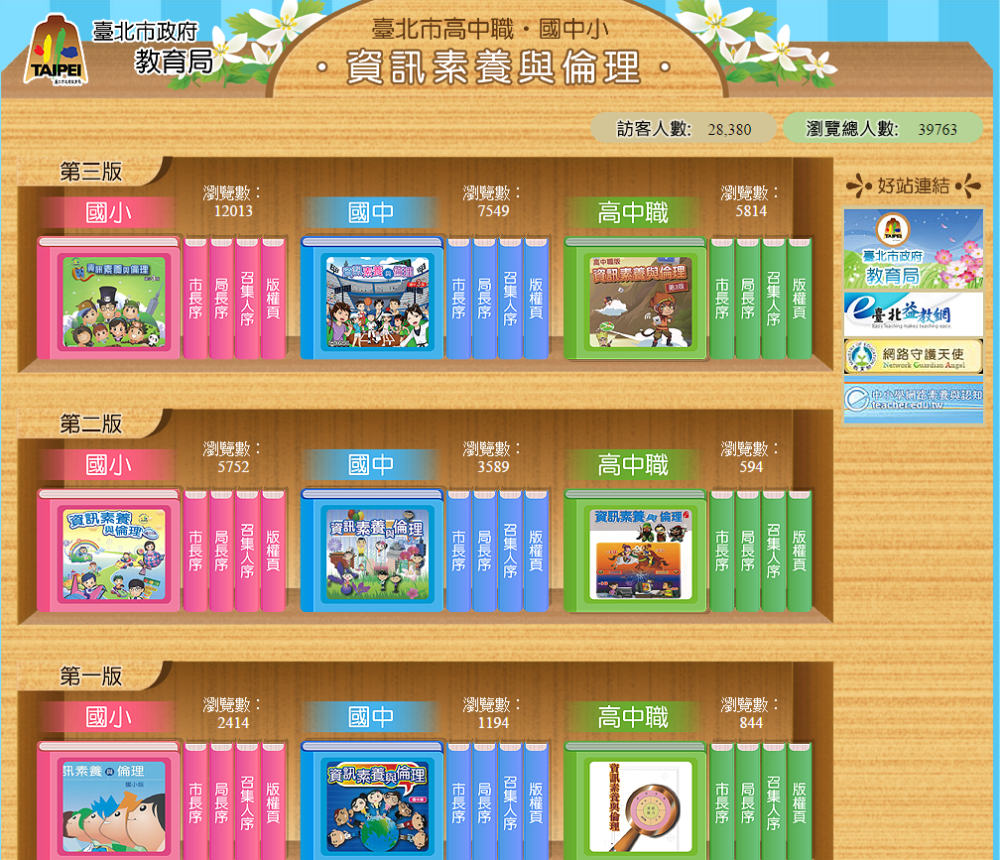 臺北市政府
教育局
TAIPEI
臺北市高中職・國中小
・資訊素養與倫理・
訪客人數: 28,380
瀏覽總人數: 39763
第三版
國小
瀏覽數：
12013
國中
瀏覽數：
7549
高中職
瀏覽數：
5814
資訊素養與倫理
市長序
局長序
召集人序
版權頁
資訊素養與倫理
市長序
局長序
召集人序
版權頁
高中職版
資訊素養與倫理
第3版
市長序
局長序
召集人序
版權頁
好站連結
TAIPEI
臺北市政府
教育局
e臺北益教網
Easy Teaching makes teaching easy
網路守護天使
Network Guardian Angel
中小學網路素養與認知
teacher.edu.tw
第二版
國小
瀏覽數：
5752
國中
瀏覽數：
3589
高中職
瀏覽數：
594
資訊素養
與倫理
市長序
局長序
召集人序
版權頁
資訊素養與倫理
市長序
局長序
召集人序
版權頁
資訊素養與倫理
市長序
局長序
召集人序
版權頁
第一版
國小
瀏覽數：
2414
國中
瀏覽數：
1194
高中職
瀏覽數：
844
訊素養與倫理
國小版
市長序
局長序
召集人序
版權頁
資訊素養與倫理
國中版
市長序
局長序
召集人序
版權頁
資訊素養與倫理
市長序
局長序
召集人序
版權頁